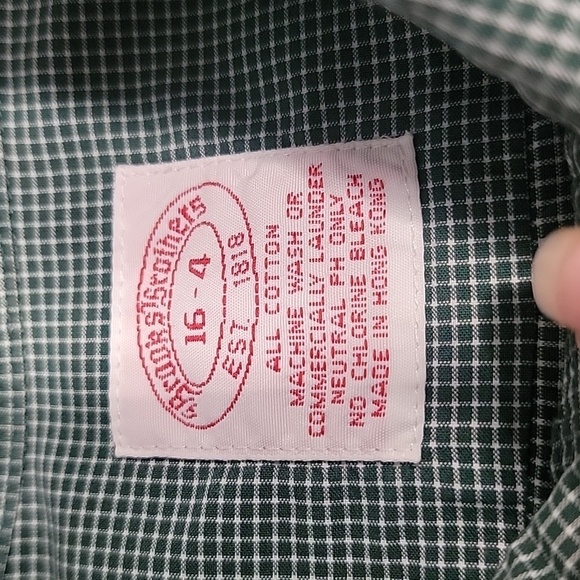 Brooks Brothers
16-4
EST. 1818
ALL COTTON
MACHINE WASH OR
COMMERCIALLY LAUNDER
NEUTRAL PH ONLY
NO CHLORINE BLEACH
MADE IN HONG KONG